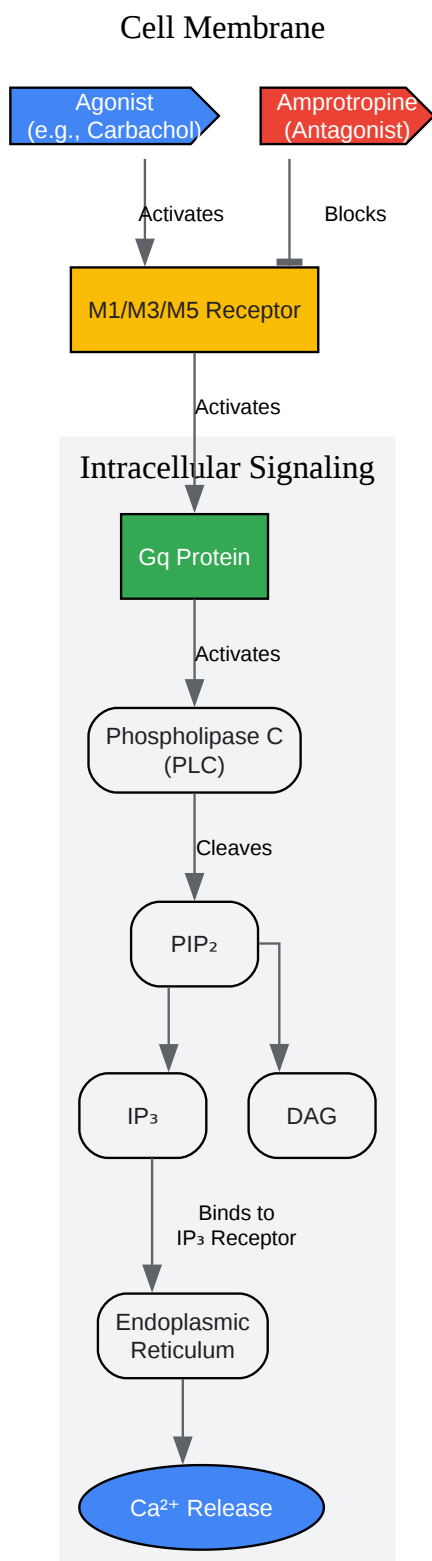 Cell Membrane
Agonist
(e.g., Carbachol)
Amprotropine
(Antagonist)
Activates
Blocks
M1/M3/M5 Receptor
Activates
Intracellular Signaling
Gq Protein
Activates
Phospholipase C
(PLC)
Cleaves
PIP₂
IP₃
DAG
Binds to
IP₃ Receptor
Endoplasmic
Reticulum
Ca²⁺ Release